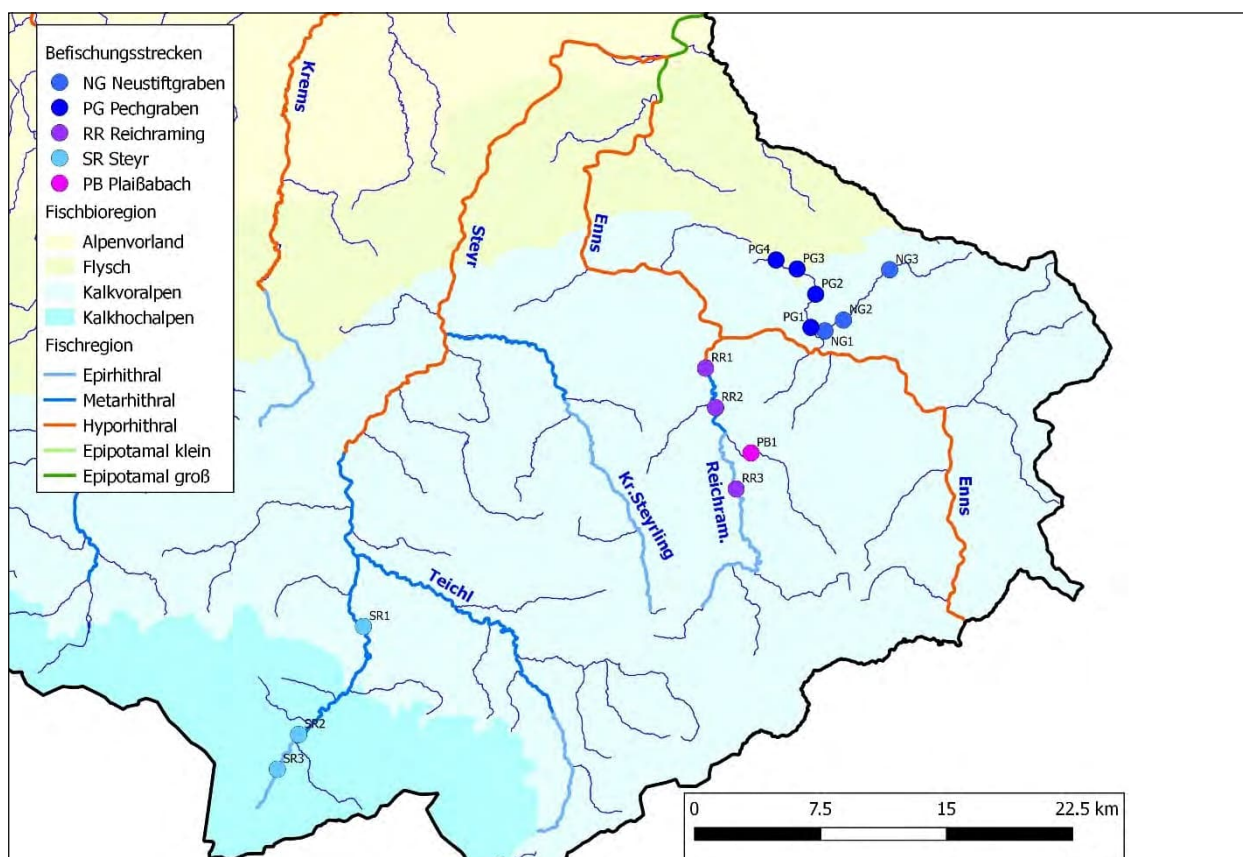 Befischungsstrecken
NG Neustiftgraben
PG Pechgraben
RR Reichraming
SR Steyr
PB Plaißabach
Fischbioregion
Alpenvorland
Flysch
Kalkvoralpen
Kalkhochalpen
Fischregion
Epirhithral
Metarhithral
Hyporhithral
Epipotamal klein
Epipotamal groß
Krems
Steyr
Enns
PG4
PG3
NG3
PG2
PG1
NG2
NG1
RR1
RR2
PB1
RR3
Reichram.
Kr.Steyrling
Enns
Teichl
SR1
SR2
SR3
0 7.5 15 22.5 km